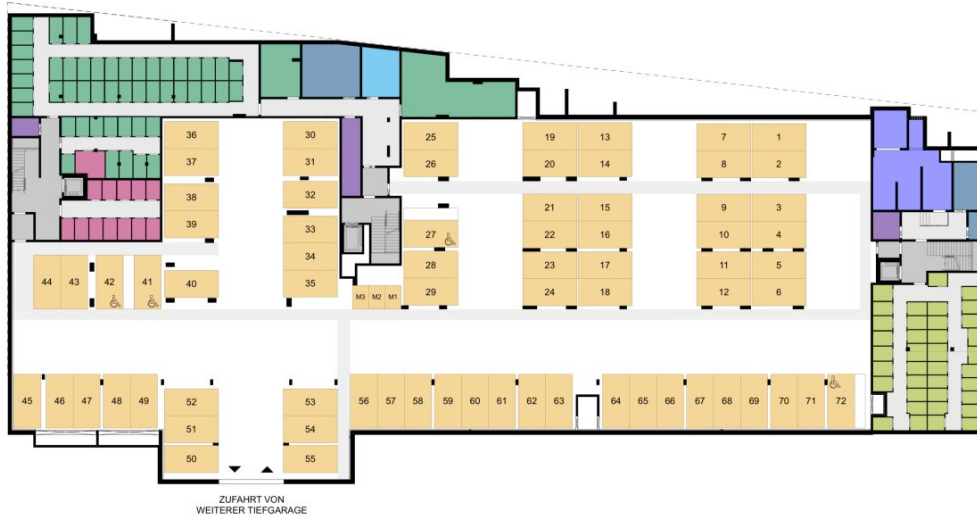 36 30 25 19 13 7 1
37 31 26 20 14 8 2
38 32 21 15 9 3
39 33 27 22 16 10 4
34 28 23 17 11 5
44 43 42 41 40 35 29 24 18 12 6
M3 M2 M1
45 46 47 48 49 52 53 56 57 58 59 60 61 62 63 64 65 66 67 68 69 70 71 72
51 54
50 55
ZUFAHRT VON
WEITERER TIEFGARAGE